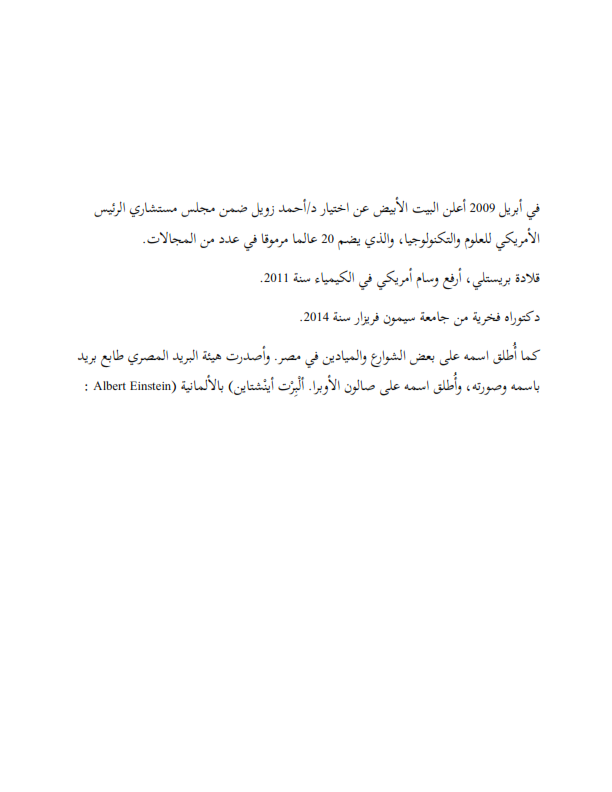 في أبريل 2009 أعلن البيت الأبيض عن اختيار د/أحمد زويل ضمن مجلس مستشاري الرئيس
الأمريكي للعلوم والتكنولوجيا، والذي يضم 20 عالما مرموقا في عدد من المجالات.
قلادة بريستلي، أرفع وسام أمريكي في الكيمياء سنة 2011.
دكتوراه فخرية من جامعة سيمون فريزار سنة 2014.
كما أُطلق اسمه على بعض الشوارع والميادين في مصر. وأصدرت هيئة البريد المصري طابع بريد
باسمه وصورته، وأُطلق اسمه على صالون الأوبرا. ألْبِرْت أينْشتاين) بالألمانية (Albert Einstein :